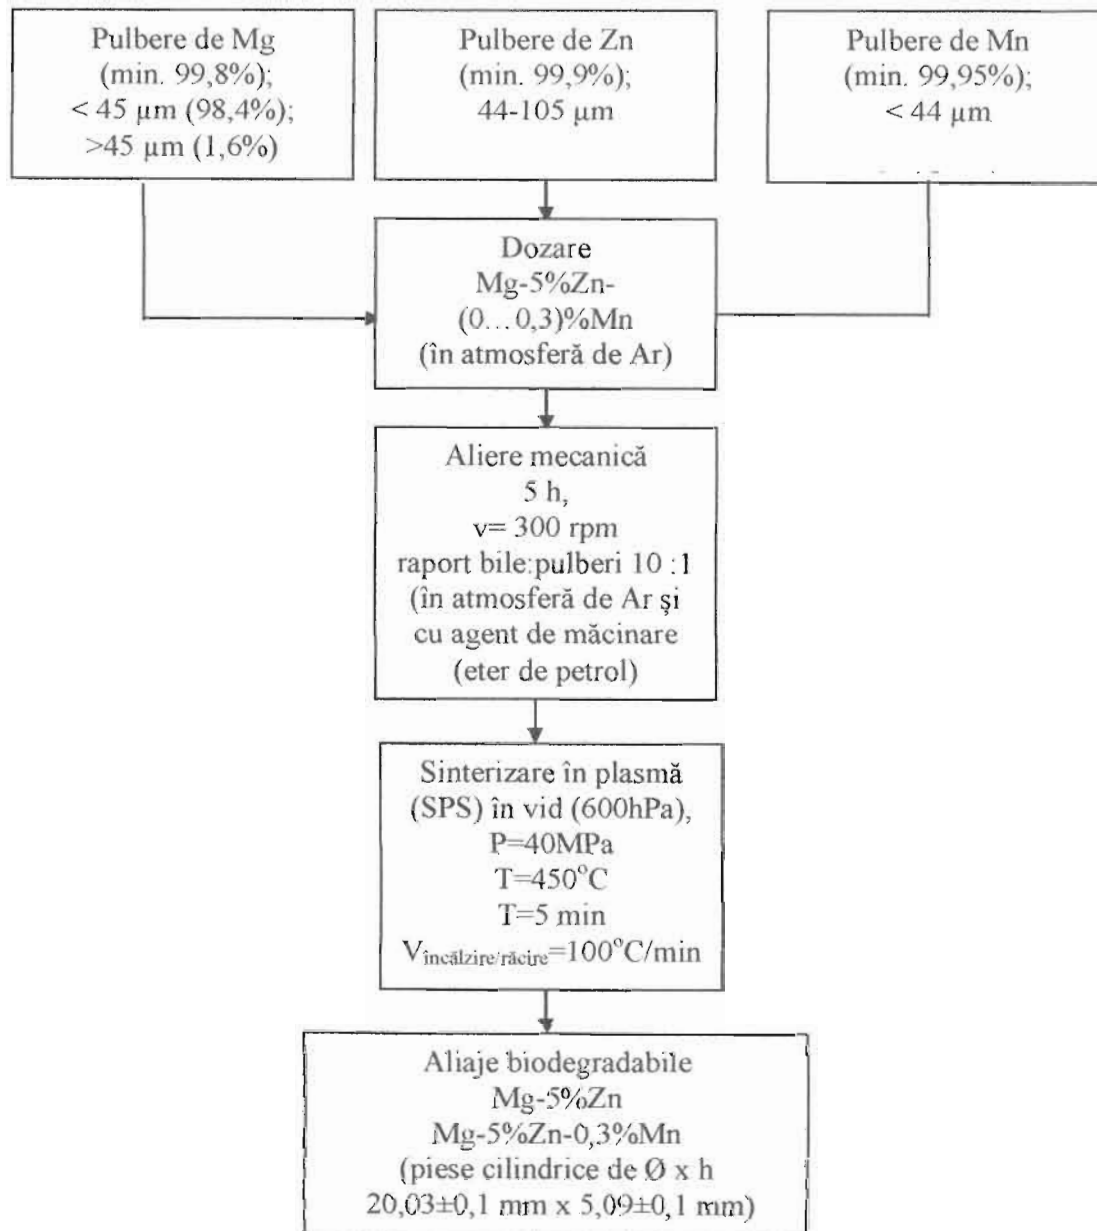 Pulbere de Mg
(min. 99,8%);
< 45 µm (98,4%);
>45 µm (1,6%)
Pulbere de Zn
(min. 99,9%);
44-105 µm
Pulbere de Mn
(min. 99,95%);
< 44 µm
Dozare
Mg-5%Zn-
(0...0,3)%Mn
(în atmosferă de Ar)
Aliere mecanică
5 h,
v= 300 rpm
raport bile:pulberi 10 :1
(în atmosferă de Ar și
cu agent de măcinare
(eter de petrol)
Sinterizare în plasmă
(SPS) în vid (600hPa),
P=40MPa
T=450°C
T=5 min
Vîncălzire/răcire=100°C/min
Aliaje biodegradabile
Mg-5%Zn
Mg-5%Zn-0,3%Mn
(piese cilindrice de Ø x h
20,03±0,1 mm x 5,09±0,1 mm)